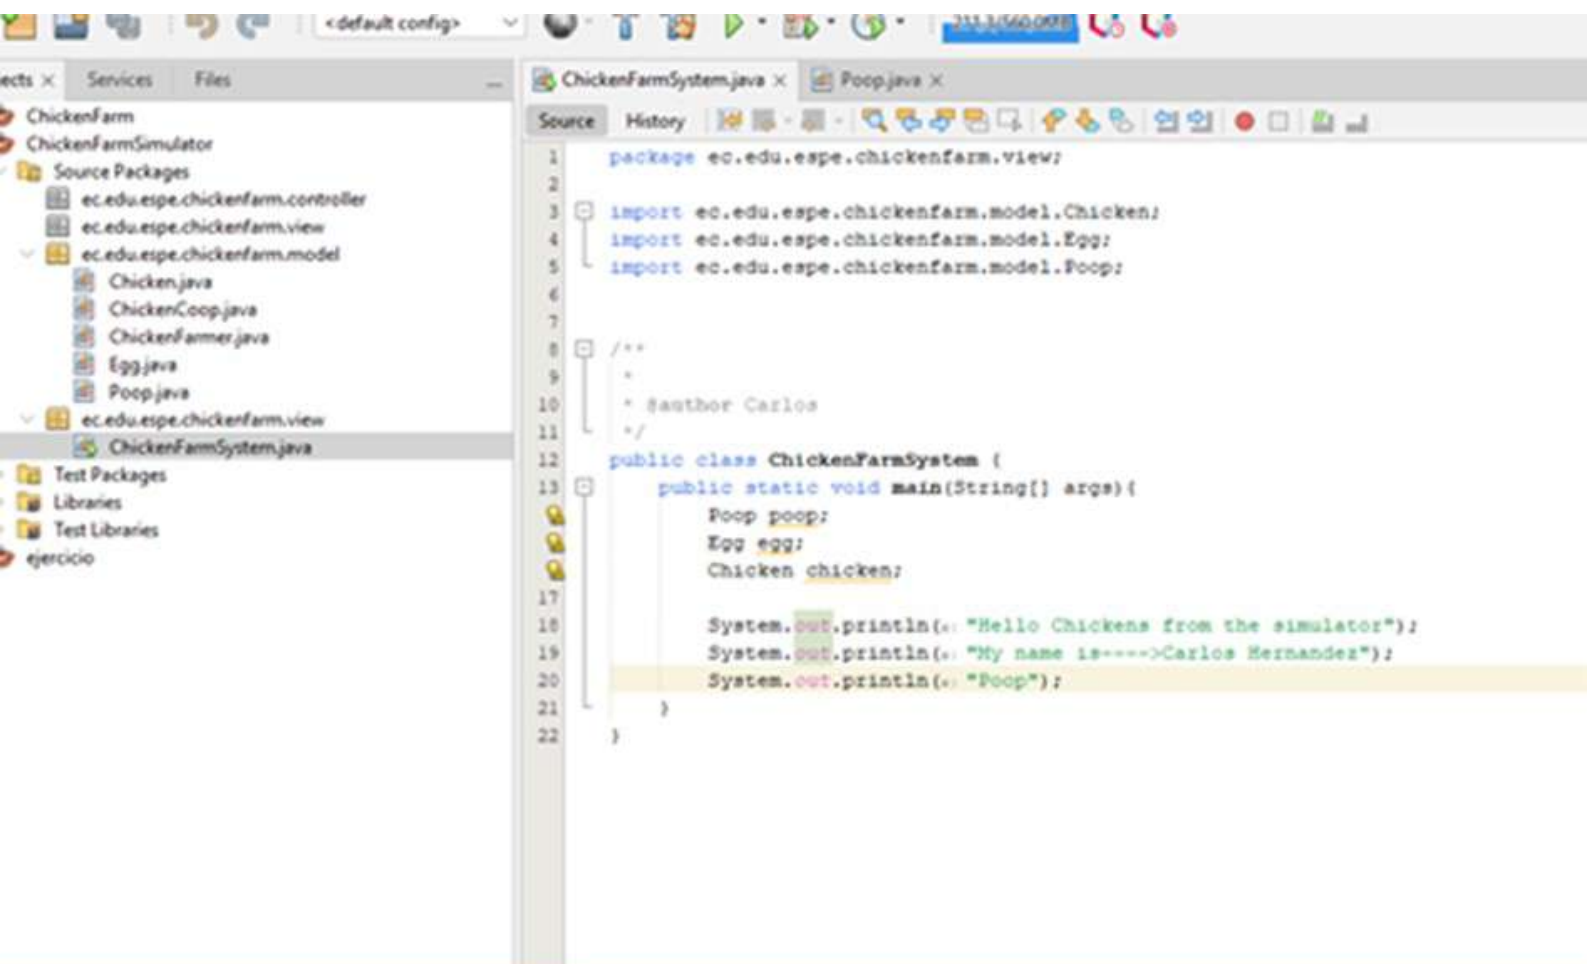 <default config>
211,3/560,0MB
ects ×
Services
Files
ChickenFarm
ChickenFarmSimulator
Source Packages
ec.edu.espe.chickenfarm.controller
ec.edu.espe.chickenfarm.view
ec.edu.espe.chickenfarm.model
Chicken.java
ChickenCoop.java
ChickenFarmer.java
Egg.java
Poop.java
ec.edu.espe.chickenfarm.view
ChickenFarmSystem.java
Test Packages
Libraries
Test Libraries
ejercicio
ChickenFarmSystem.java ×
Poop.java ×
Source
History
1 package ec.edu.espe.chickenfarm.view;
2
3 import ec.edu.espe.chickenfarm.model.Chicken;
4 import ec.edu.espe.chickenfarm.model.Egg;
5 import ec.edu.espe.chickenfarm.model.Poop;
6
7
8 /**
9 *
10 * @author Carlos
11 */
12 public class ChickenFarmSystem {
13 public static void main(String[] args){
Poop poop;
Egg egg;
Chicken chicken;
17
18 System.out.println(x: "Hello Chickens from the simulator");
19 System.out.println(x: "My name is---->Carlos Hernandez");
20 System.out.println(x: "Poop");
21 }
22 }